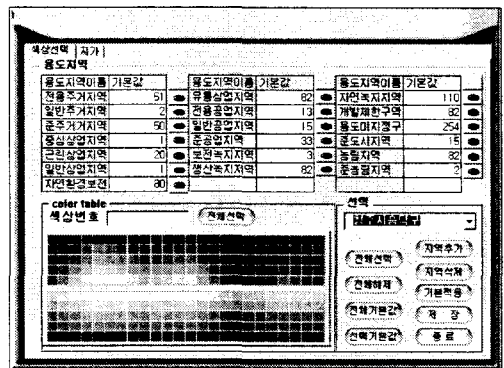 색상선택 지가
용도지역
용도지역이름 기본값 용도지역이름 기본값 용도지역이름 기본값
전용주거지역 51 유통상업지역 82 자연녹지지역 110
일반주거지역 2 전용공업지역 13 개발제한구역 82
준주거지역 50 일반공업지역 15 용도미지정구 254
중심상업지역 1 준공업지역 33 준도시지역 15
근린상업지역 20 보전녹지지역 3 농림지역 82
일반상업지역 1 생산녹지지역 82 준농림지역 2
자연환경보전 80
color table
색상번호 전체선택
선택
전체선택 지역추가
전체해제 지역삭제
전체기본값 기본적용
저 장
선택기본값 종 료